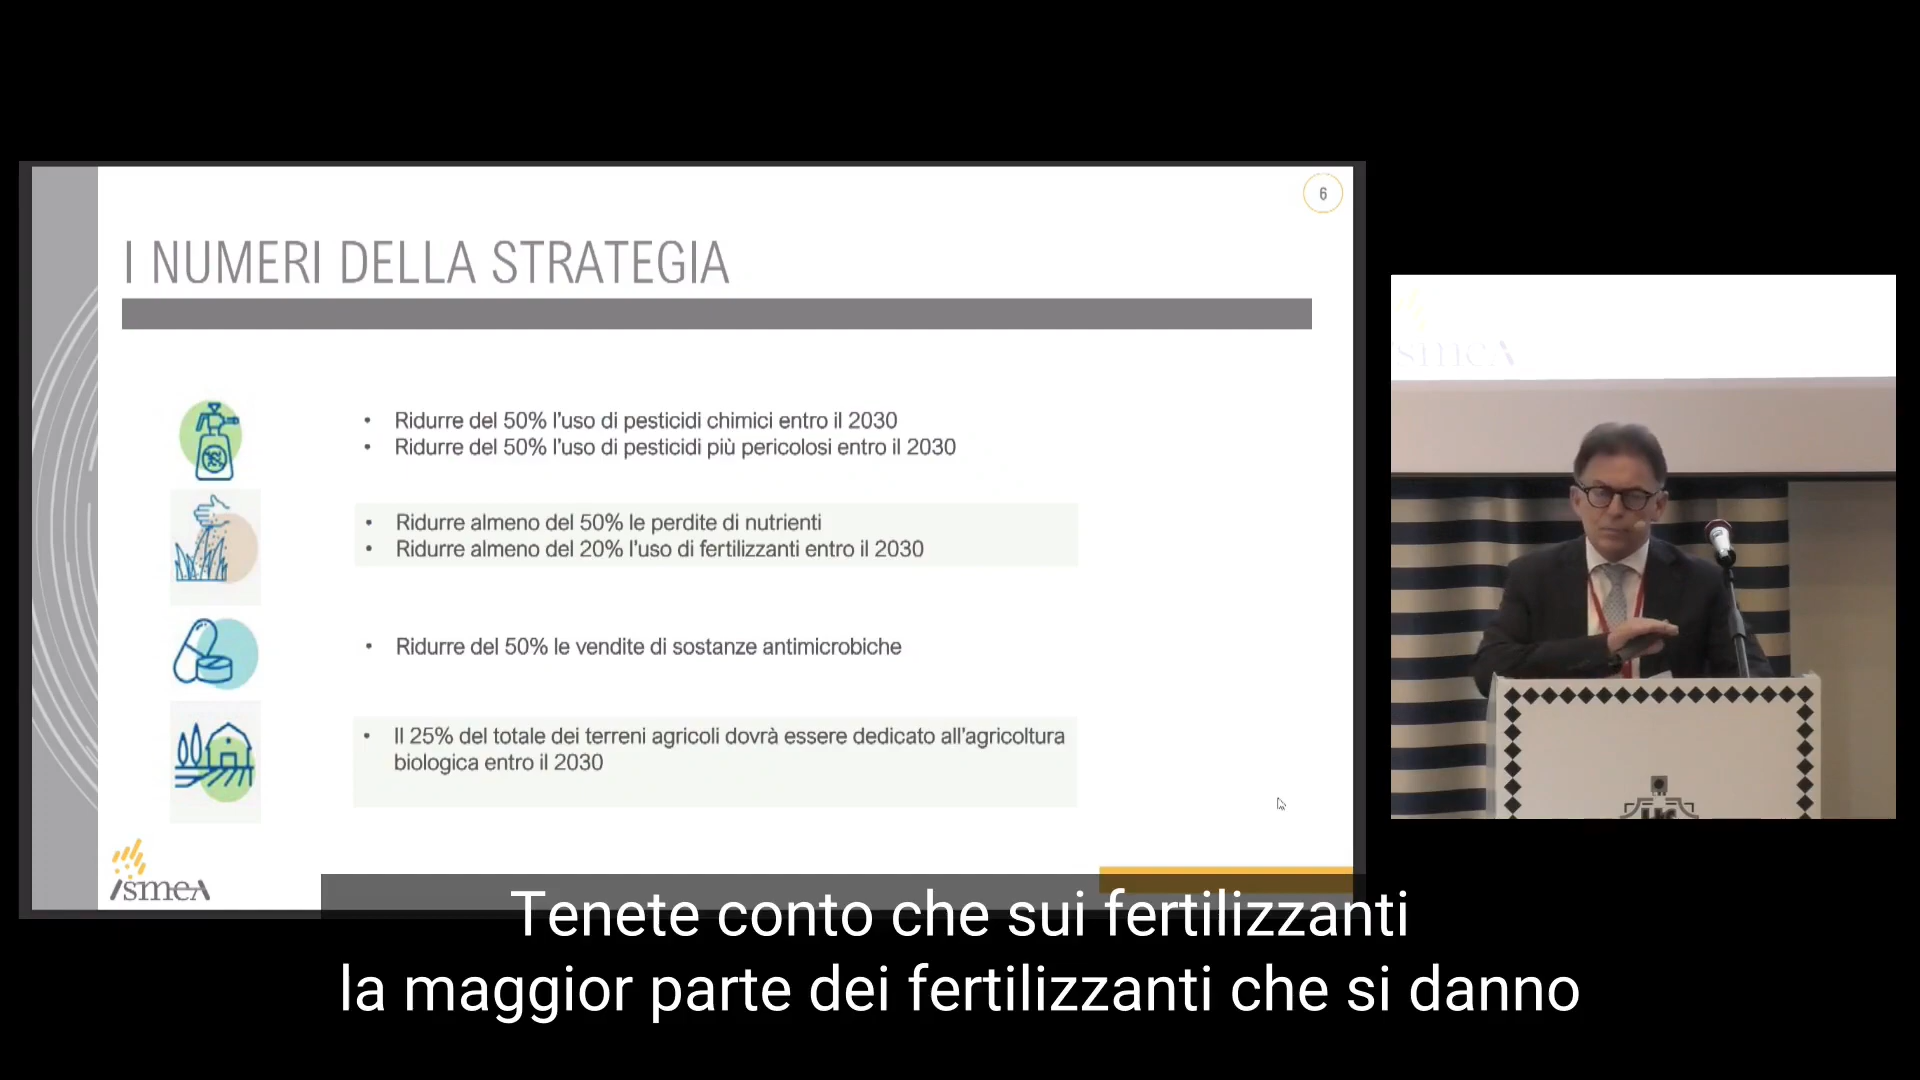 6
I NUMERI DELLA STRATEGIA
• Ridurre del 50% l'uso di pesticidi chimici entro il 2030
• Ridurre del 50% l'uso di pesticidi più pericolosi entro il 2030
• Ridurre almeno del 50% le perdite di nutrienti
• Ridurre almeno del 20% l'uso di fertilizzanti entro il 2030
• Ridurre del 50% le vendite di sostanze antimicrobiche
• Il 25% del totale dei terreni agricoli dovrà essere dedicato all'agricoltura
biologica entro il 2030
ismeA
smeA
Tenete conto che sui fertilizzanti
la maggior parte dei fertilizzanti che si danno